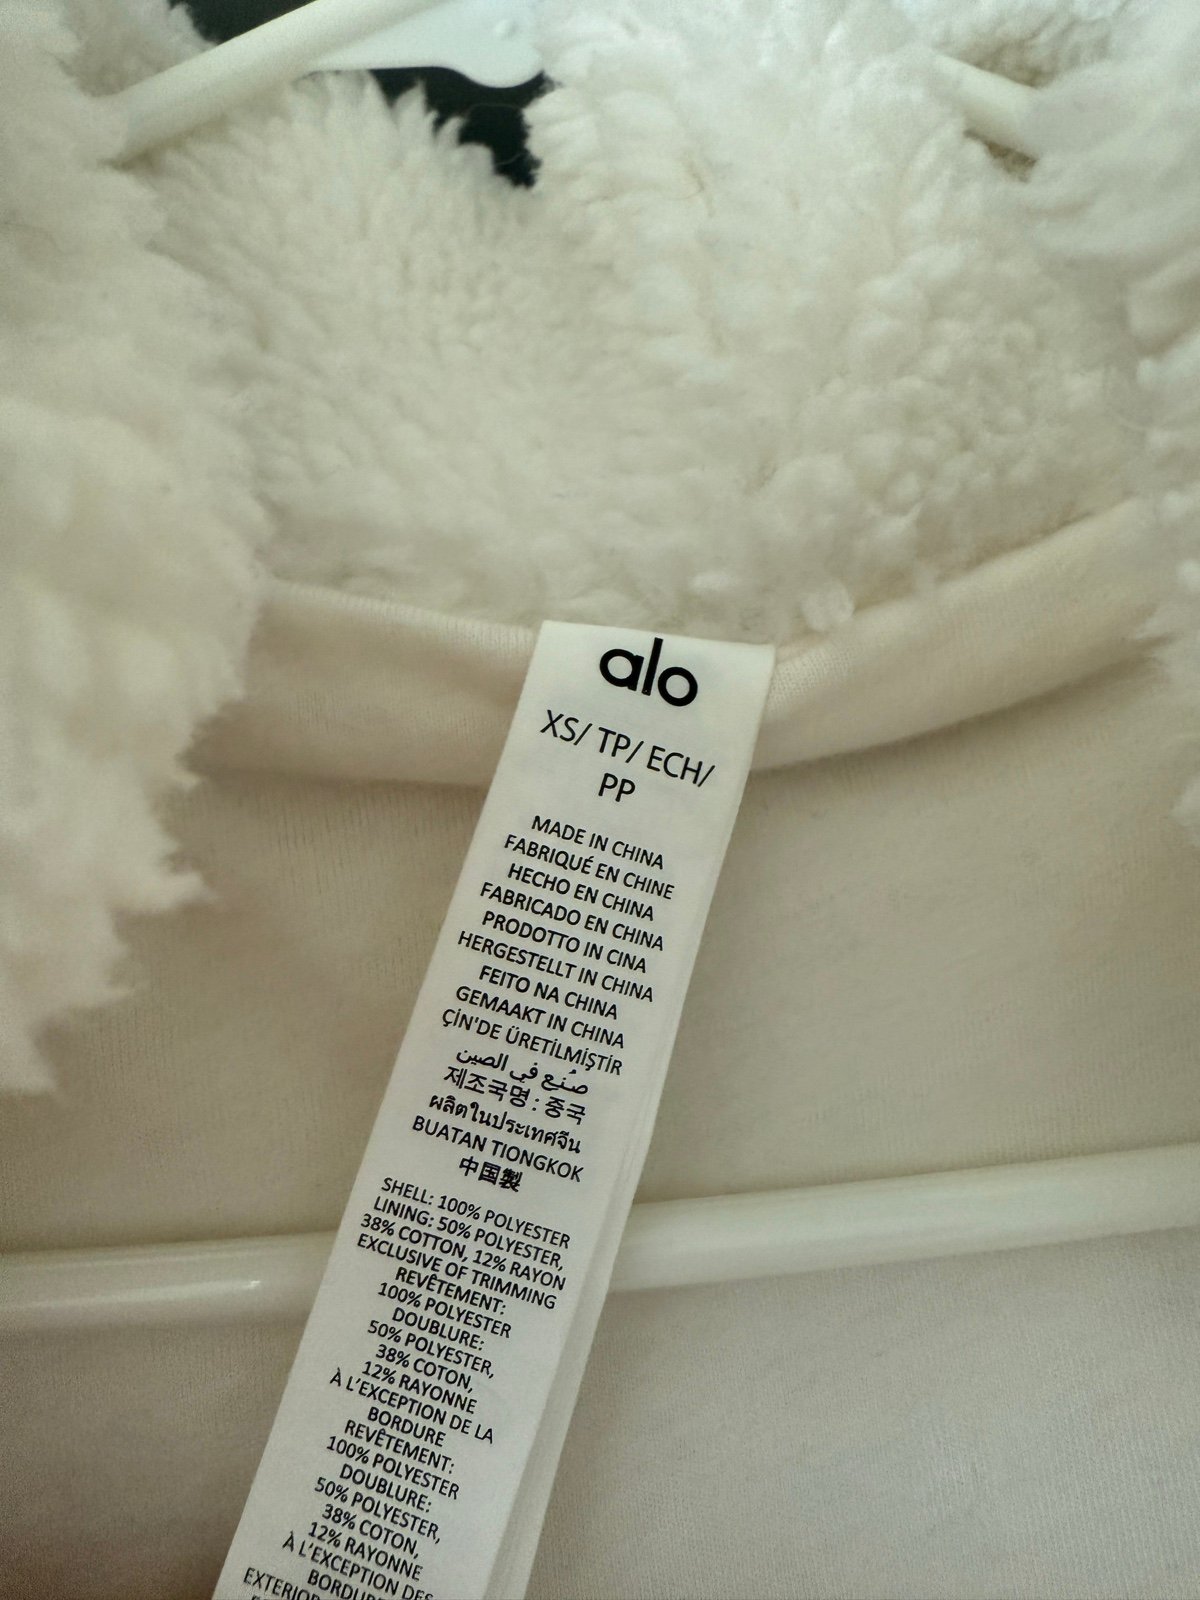 alo
XS/ TP/ ECH/
PP
MADE IN CHINA
FABRIQUÉ EN CHINE
HECHO EN CHINA
FABRICADO EN CHINA
PRODOTTO IN CINA
HERGESTELLT IN CHINA
FEITO NA CHINA
GEMAAKT IN CHINA
ÇİN'DE ÜRETİLMİŞTİR
صُنع في الصين
제조국명 : 중국
ผลิตในประเทศจีน
BUATAN TIONGKOK
中国製
SHELL: 100% POLYESTER
LINING: 50% POLYESTER,
38% COTTON, 12% RAYON
EXCLUSIVE OF TRIMMING
REVÊTEMENT:
100% POLYESTER
DOUBLURE:
50% POLYESTER,
38% COTON,
12% RAYONNE
À L'EXCEPTION DE LA
BORDURE
REVÊTEMENT:
100% POLYESTER
DOUBLURE:
50% POLYESTER,
38% COTON,
12% RAYONNE
À L'EXCEPTION DES